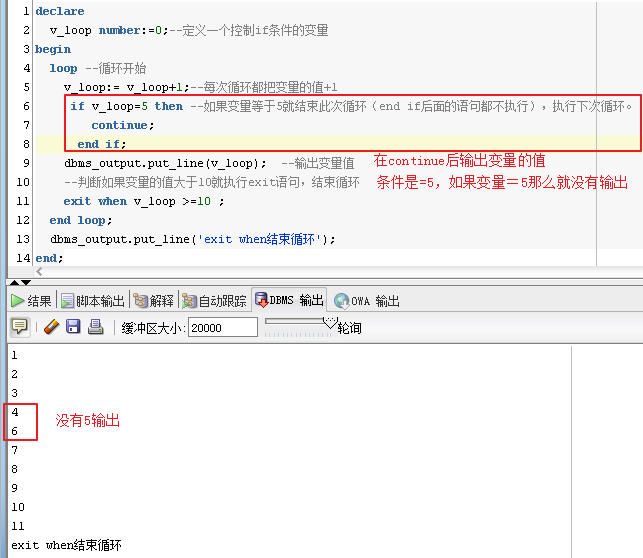 1 declare
2 v_loop number:=0;--定义一个控制if条件的变量
3 begin
4 loop --循环开始
5 v_loop:= v_loop+1;--每次循环都把变量的值+1
6 if v_loop=5 then --如果变量等于5就结束此次循环（end if后面的语句都不执行），执行下次循环。
7 continue;
8 end if;
9 dbms_output.put_line(v_loop); --输出变量值 在continue后输出变量的值
10 --判断如果变量的值大于10就执行exit语句，结束循环 条件是=5，如果变量＝5那么就没有输出
11 exit when v_loop >=10 ;
12 end loop;
13 dbms_output.put_line('exit when结束循环');
14 end;
结果 脚本输出 解释 自动跟踪 DBMS 输出 OWA 输出
缓冲区大小: 20000 轮询
1
2
3
4
没有5输出
6
7
8
9
10
11
exit when结束循环